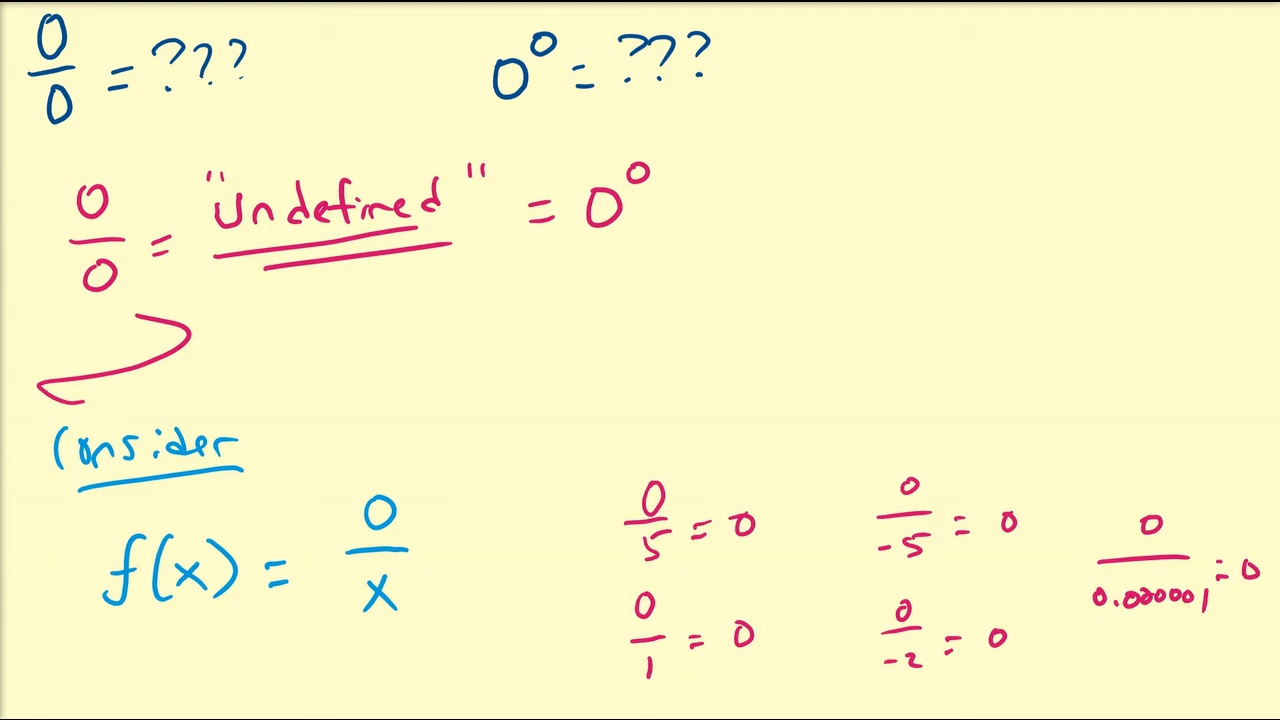 0/0 = ???    0^0 = ???
0/0 = "Undefined" = 0^0
Consider
f(x) = 0/x
0/5 = 0    0/-5 = 0    0/0.000001 = 0
0/1 = 0    0/-2 = 0